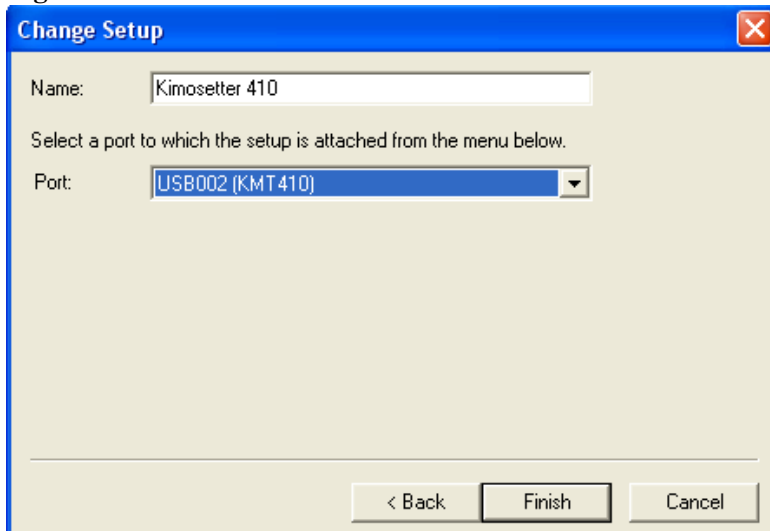 Change Setup
Name: Kimosetter 410
Select a port to which the setup is attached from the menu below.
Port: USB002 (KMT410)
< Back Finish Cancel